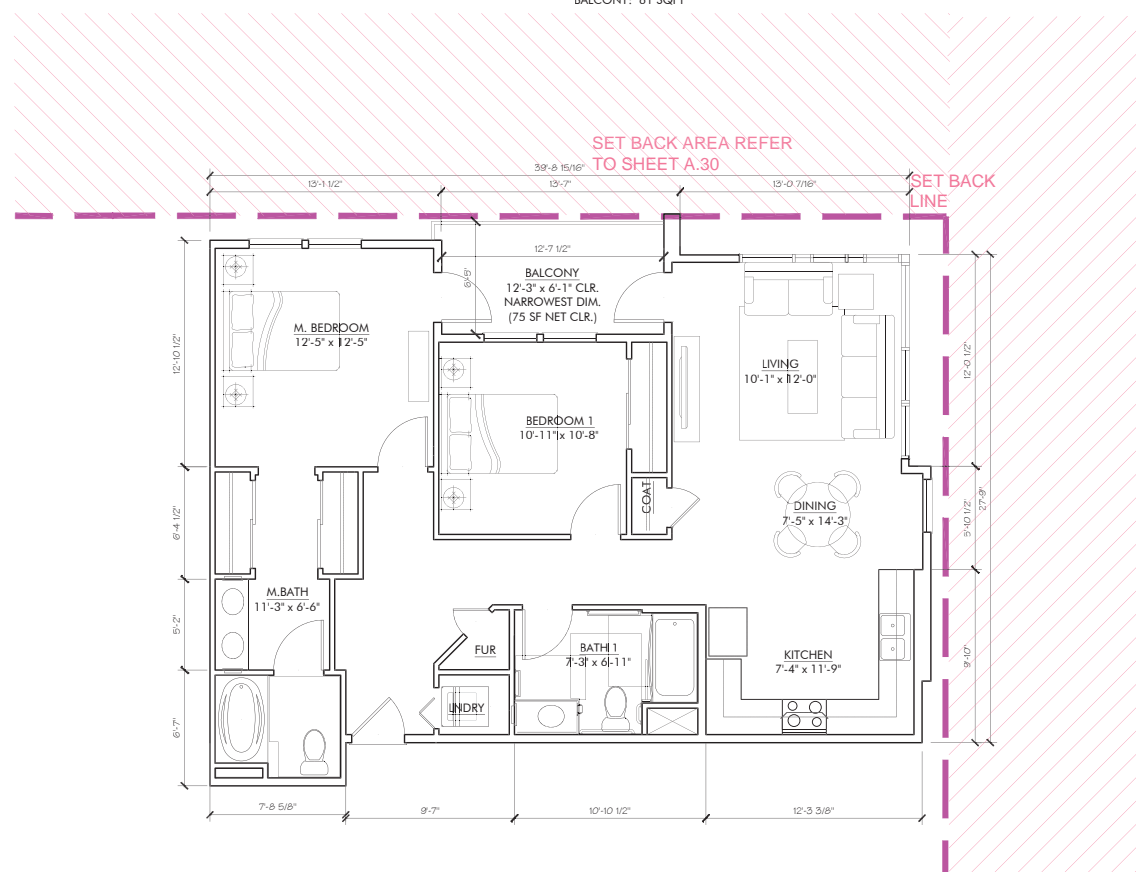 SET BACK AREA REFER
TO SHEET A.30
39'-8 15/16"
SET BACK
LINE
13'-1 1/2"
13'-7"
13'-0 7/16"
12'-7 1/2"
BALCONY
12'-3" x 6'-1" CLR.
NARROWEST DIM.
(75 SF NET CLR.)
M. BEDROOM
12'-5" x 12'-5"
12'-10 1/2"
LIVING
10'-1" x 12'-0"
12'-0 1/2"
BEDROOM 1
10'-11" x 10'-8"
COAT
DINING
7'-5" x 14'-3"
6'-4 1/2"
5'-10 1/2"
27'-9"
M.BATH
11'-3" x 6'-6"
5'-2"
FUR
BATH 1
7'-3" x 6'-11"
KITCHEN
7'-4" x 11'-9"
9'-10"
LNDRY
6'-7"
7'-8 5/8"
9'-7"
10'-10 1/2"
12'-3 3/8"